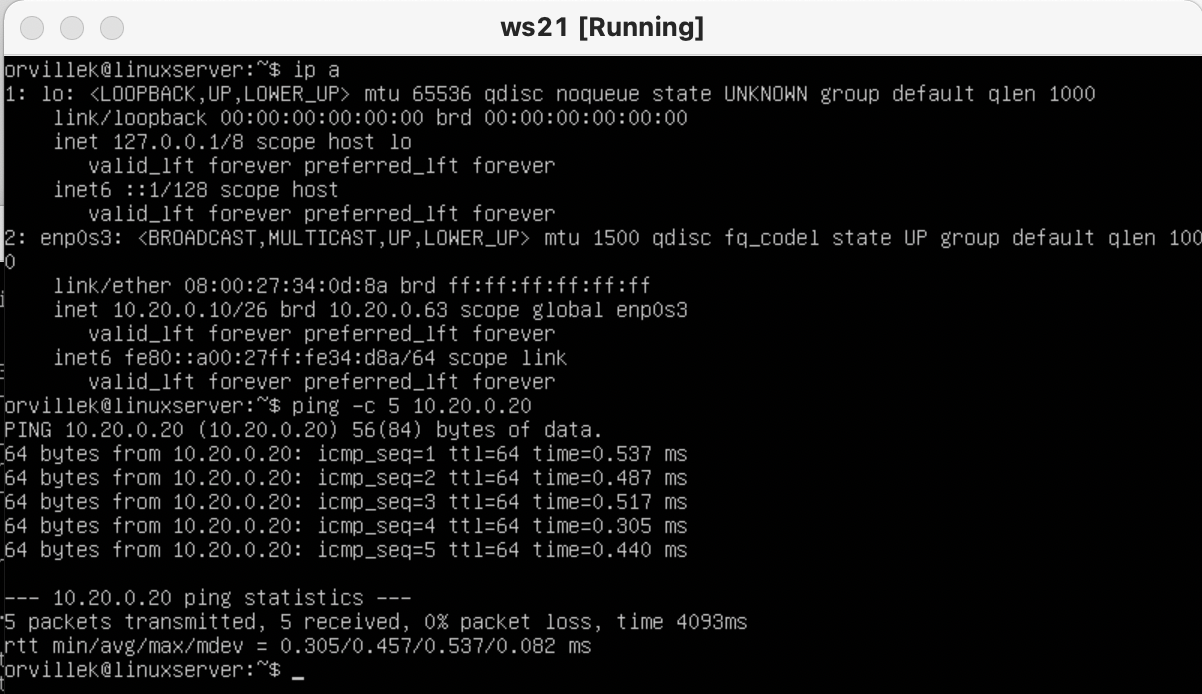 ws21 [Running]
orvillek@linuxserver:~$ ip a
1: lo: <LOOPBACK,UP,LOWER_UP> mtu 65536 qdisc noqueue state UNKNOWN group default qlen 1000
    link/loopback 00:00:00:00:00:00 brd 00:00:00:00:00:00
    inet 127.0.0.1/8 scope host lo
       valid_lft forever preferred_lft forever
    inet6 ::1/128 scope host
       valid_lft forever preferred_lft forever
2: enp0s3: <BROADCAST,MULTICAST,UP,LOWER_UP> mtu 1500 qdisc fq_codel state UP group default qlen 100
0
    link/ether 08:00:27:34:0d:8a brd ff:ff:ff:ff:ff:ff
    inet 10.20.0.10/26 brd 10.20.0.63 scope global enp0s3
       valid_lft forever preferred_lft forever
    inet6 fe80::a00:27ff:fe34:d8a/64 scope link
       valid_lft forever preferred_lft forever
orvillek@linuxserver:~$ ping -c 5 10.20.0.20
PING 10.20.0.20 (10.20.0.20) 56(84) bytes of data.
64 bytes from 10.20.0.20: icmp_seq=1 ttl=64 time=0.537 ms
64 bytes from 10.20.0.20: icmp_seq=2 ttl=64 time=0.487 ms
64 bytes from 10.20.0.20: icmp_seq=3 ttl=64 time=0.517 ms
64 bytes from 10.20.0.20: icmp_seq=4 ttl=64 time=0.305 ms
64 bytes from 10.20.0.20: icmp_seq=5 ttl=64 time=0.440 ms

--- 10.20.0.20 ping statistics ---
5 packets transmitted, 5 received, 0% packet loss, time 4093ms
rtt min/avg/max/mdev = 0.305/0.457/0.537/0.082 ms
orvillek@linuxserver:~$ _